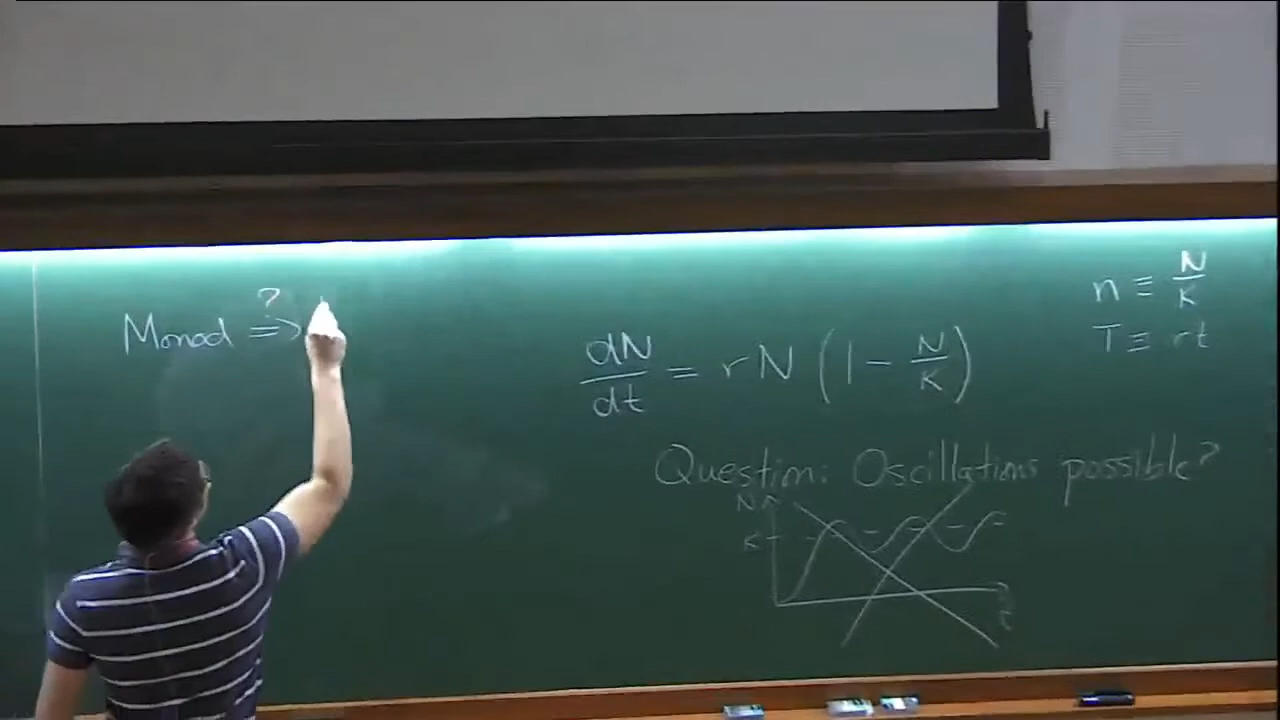 Monod ?⇒
dN/dt = rN (1 - N/K)
n ≡ N/K
T ≡ rt
Question: Oscillations possible?
N
K
t